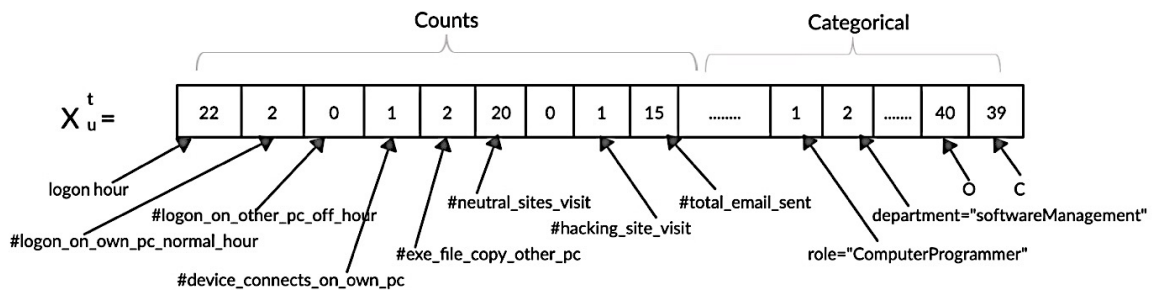 Counts
Categorical
X t u =
22 2 0 1 2 20 0 1 15 ........ 1 2 ....... 40 39
logon hour
#logon_on_other_pc_off_hour
#logon_on_own_pc_normal_hour
#device_connects_on_own_pc
#exe_file_copy_other_pc
#neutral_sites_visit
#hacking_site_visit
#total_email_sent
O
C
department="softwareManagement"
role="ComputerProgrammer"